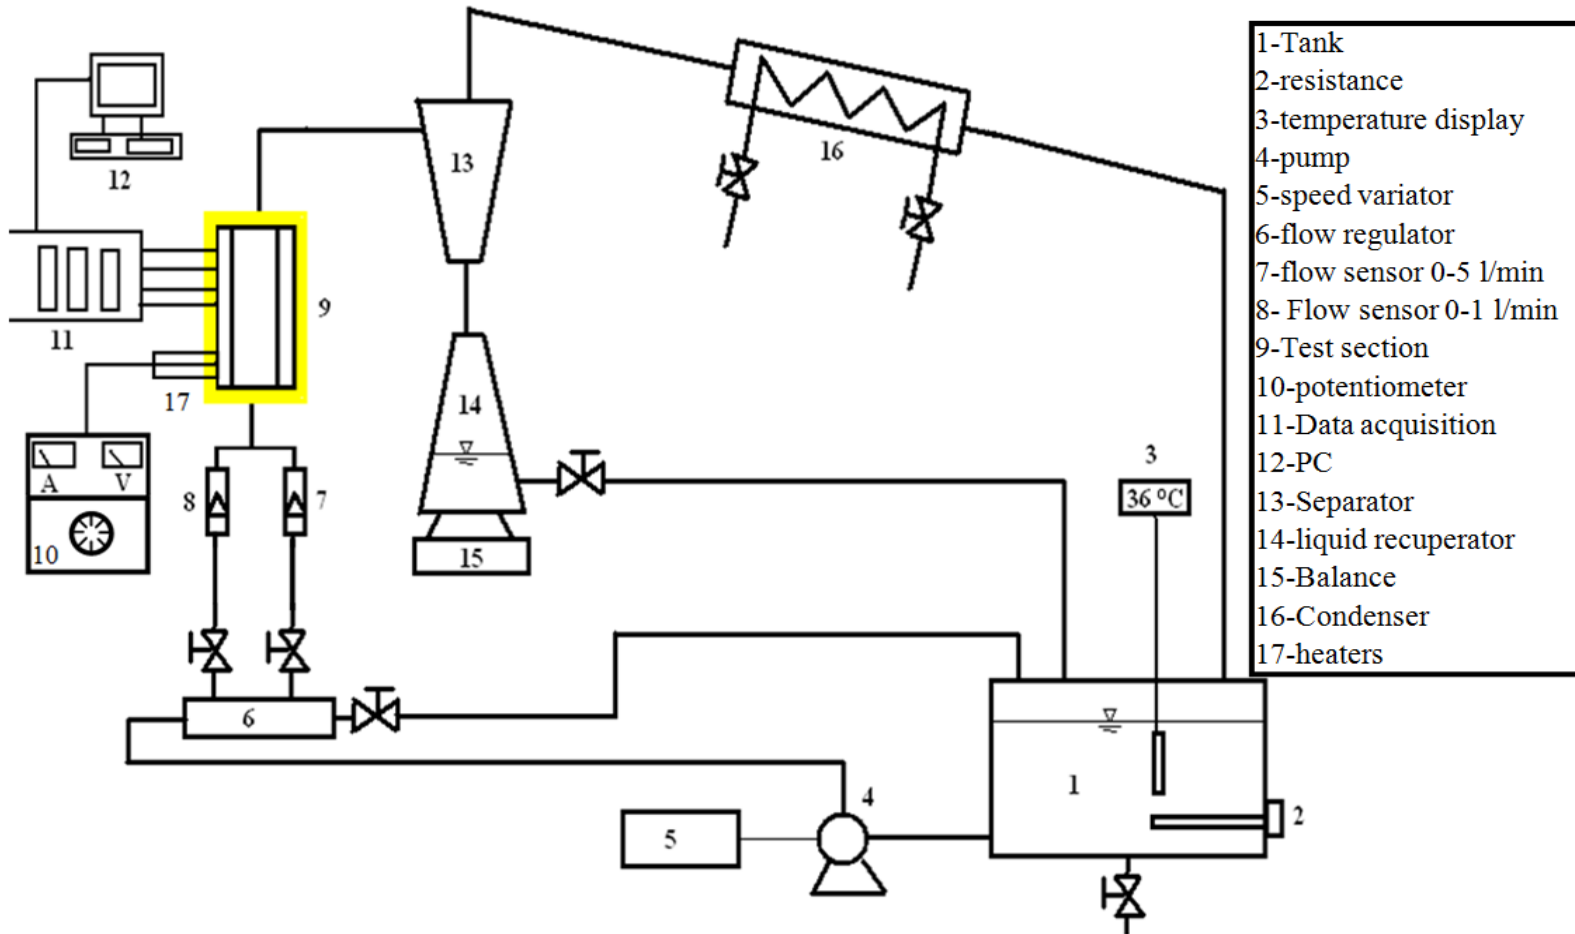 12
13
16
11
9
17
14
8
7
A V
10
15
3
36 °C
6
1
4
5
2
1-Tank
2-resistance
3-temperature display
4-pump
5-speed variator
6-flow regulator
7-flow sensor 0-5 l/min
8- Flow sensor 0-1 l/min
9-Test section
10-potentiometer
11-Data acquisition
12-PC
13-Separator
14-liquid recuperator
15-Balance
16-Condenser
17-heaters